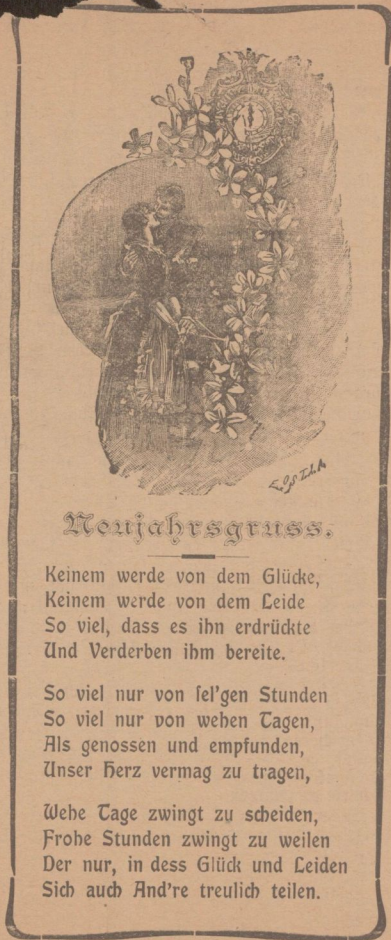 Neujahrsgruss.
Keinem werde von dem Glücke,
Keinem werde von dem Leide
So viel, dass es ihn erdrückte
Und Verderben ihm bereite.
So viel nur von sel'gen Stunden
So viel nur von wehen Tagen,
Als genossen und empfunden,
Unser Herz vermag zu tragen,
Wehe Tage zwingt zu scheiden,
Frohe Stunden zwingt zu weilen
Der nur, in dess Glück und Leiden
Sich auch And're treulich teilen.